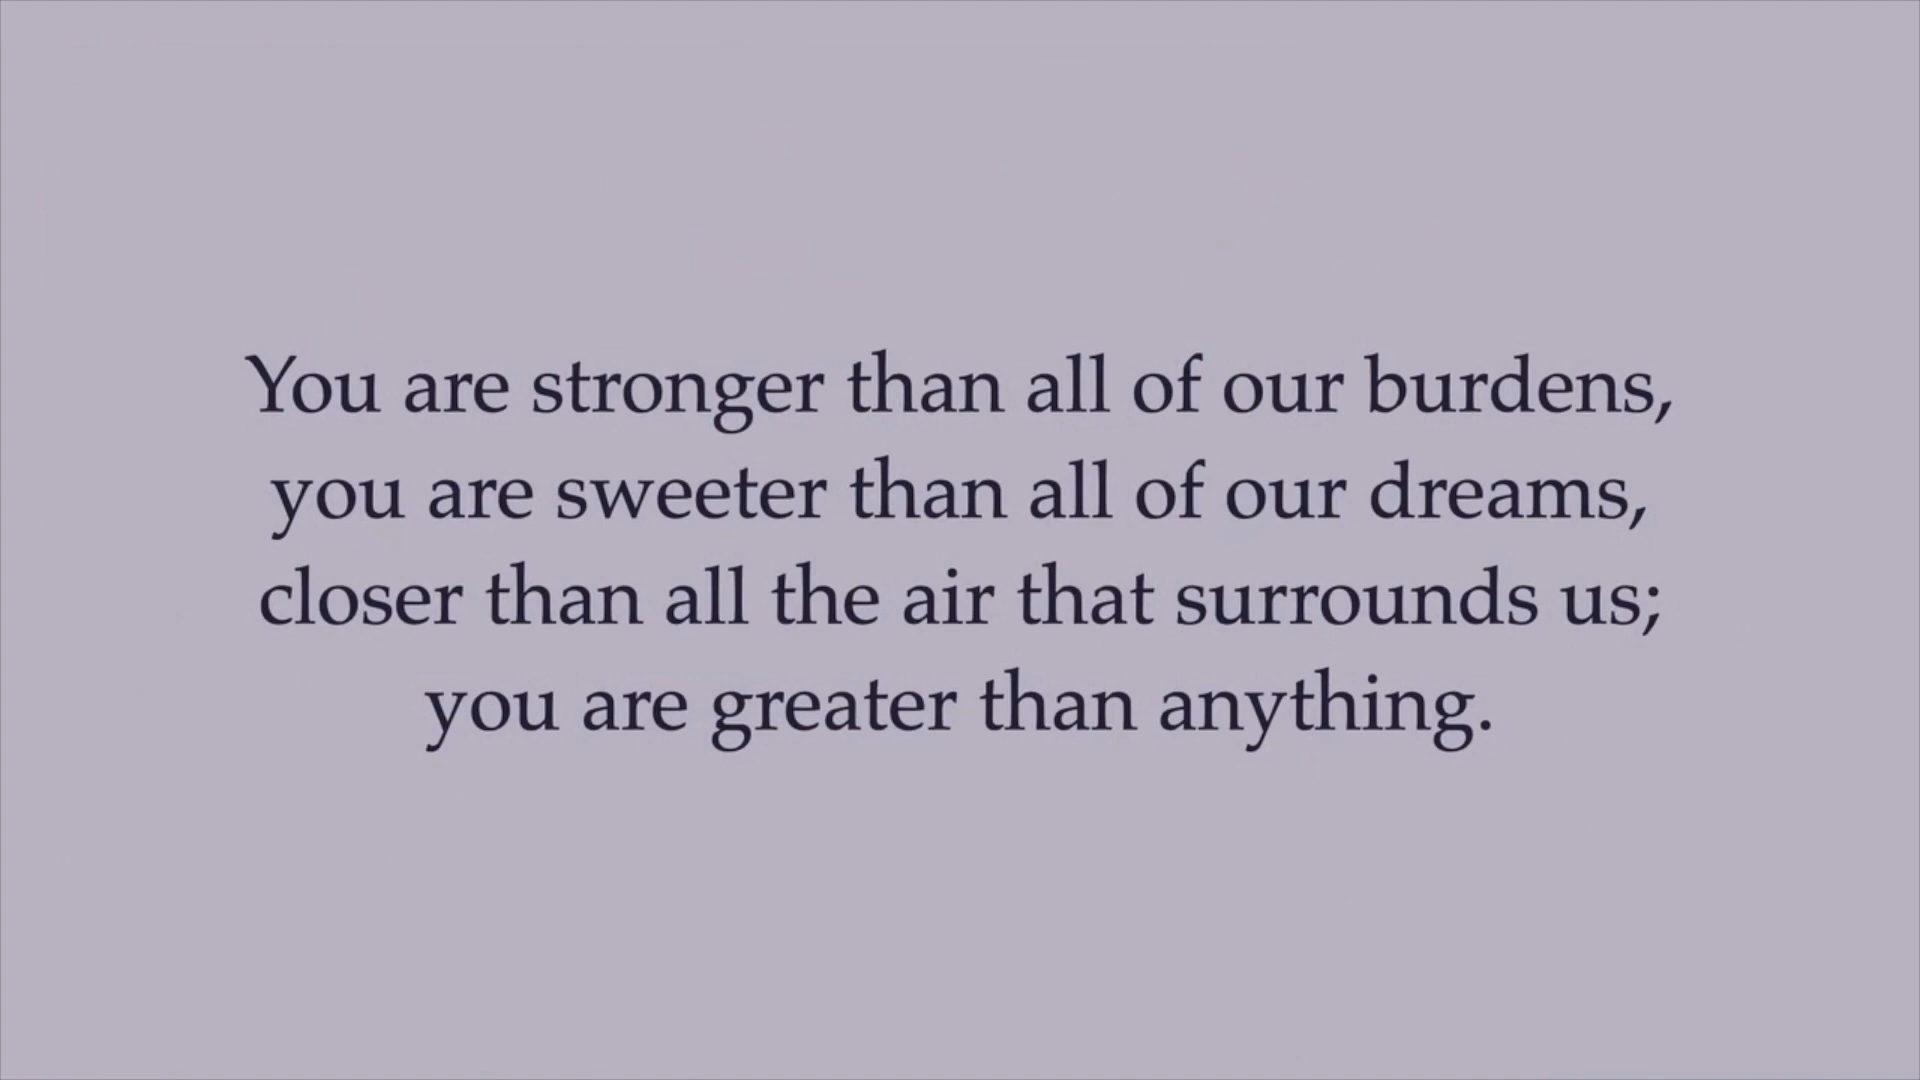 You are stronger than all of our burdens,
you are sweeter than all of our dreams,
closer than all the air that surrounds us;
you are greater than anything.